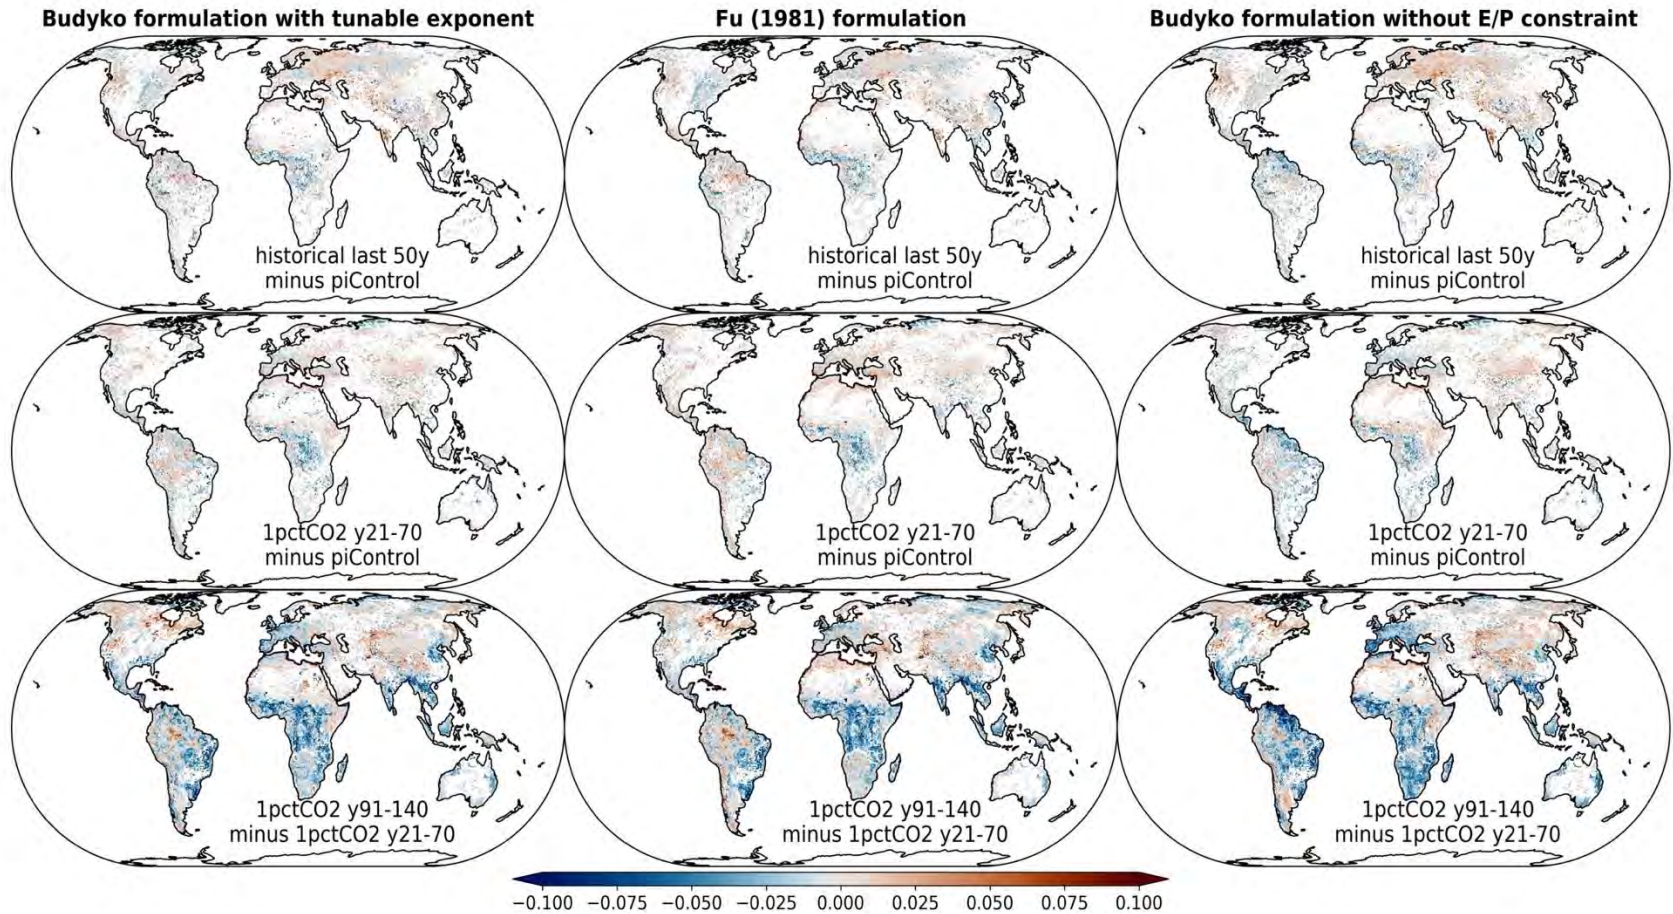 Budyko formulation with tunable exponent
Fu (1981) formulation
Budyko formulation without E/P constraint
historical last 50y
minus piControl
historical last 50y
minus piControl
historical last 50y
minus piControl
1pctCO2 y21-70
minus piControl
1pctCO2 y21-70
minus piControl
1pctCO2 y21-70
minus piControl
1pctCO2 y91-140
minus 1pctCO2 y21-70
1pctCO2 y91-140
minus 1pctCO2 y21-70
1pctCO2 y91-140
minus 1pctCO2 y21-70
−0.100 −0.075 −0.050 −0.025 0.000 0.025 0.050 0.075 0.100